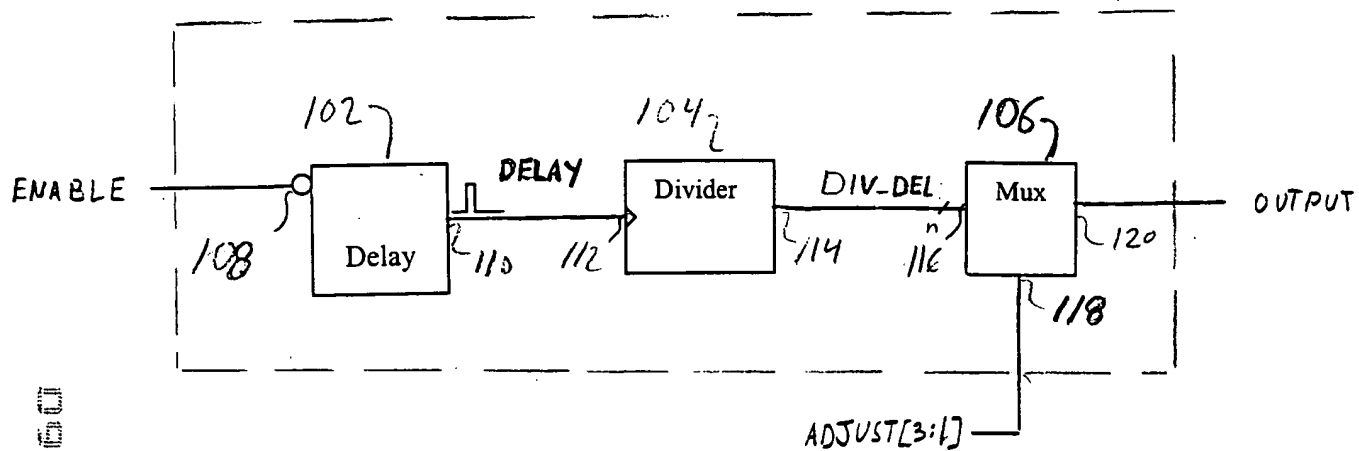 102
104
106
ENABLE
DELAY
Divider
DIV_DEL
Mux
OUTPUT
n
108
Delay
110
112
114
116
120
118
ADJUST[3:1]